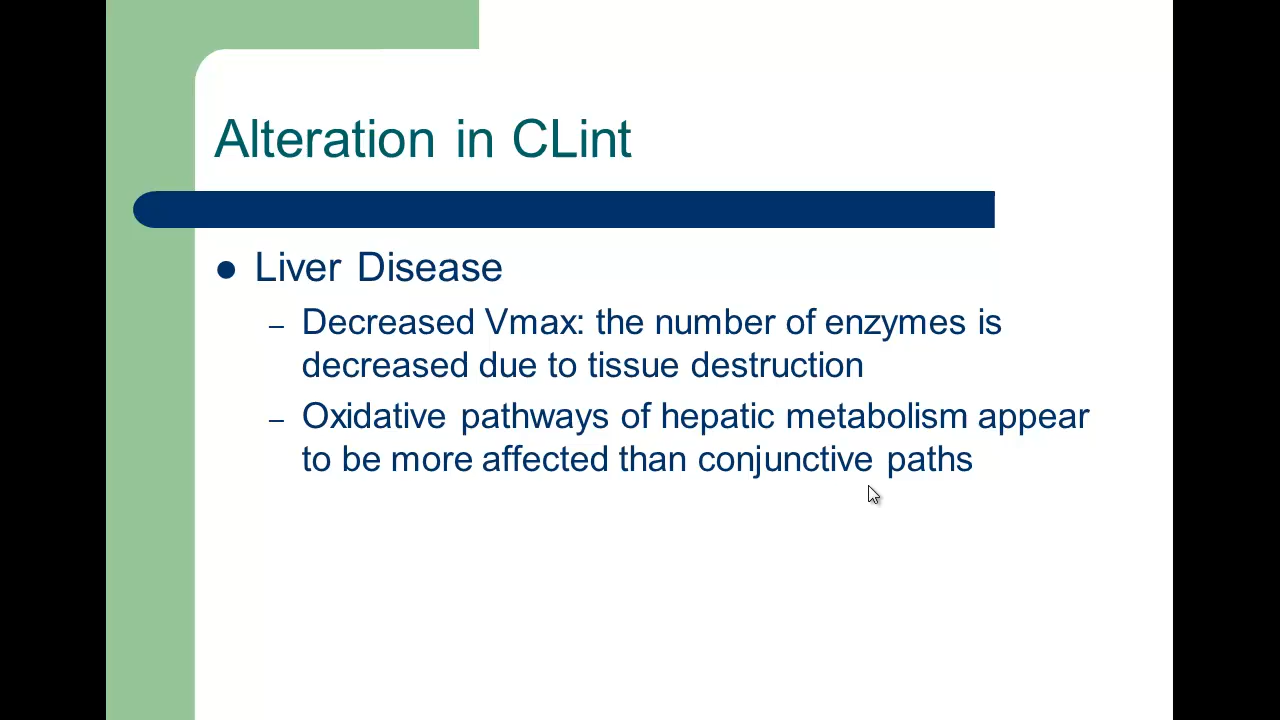 Alteration in CLint
● Liver Disease
– Decreased Vmax: the number of enzymes is
decreased due to tissue destruction
– Oxidative pathways of hepatic metabolism appear
to be more affected than conjunctive paths